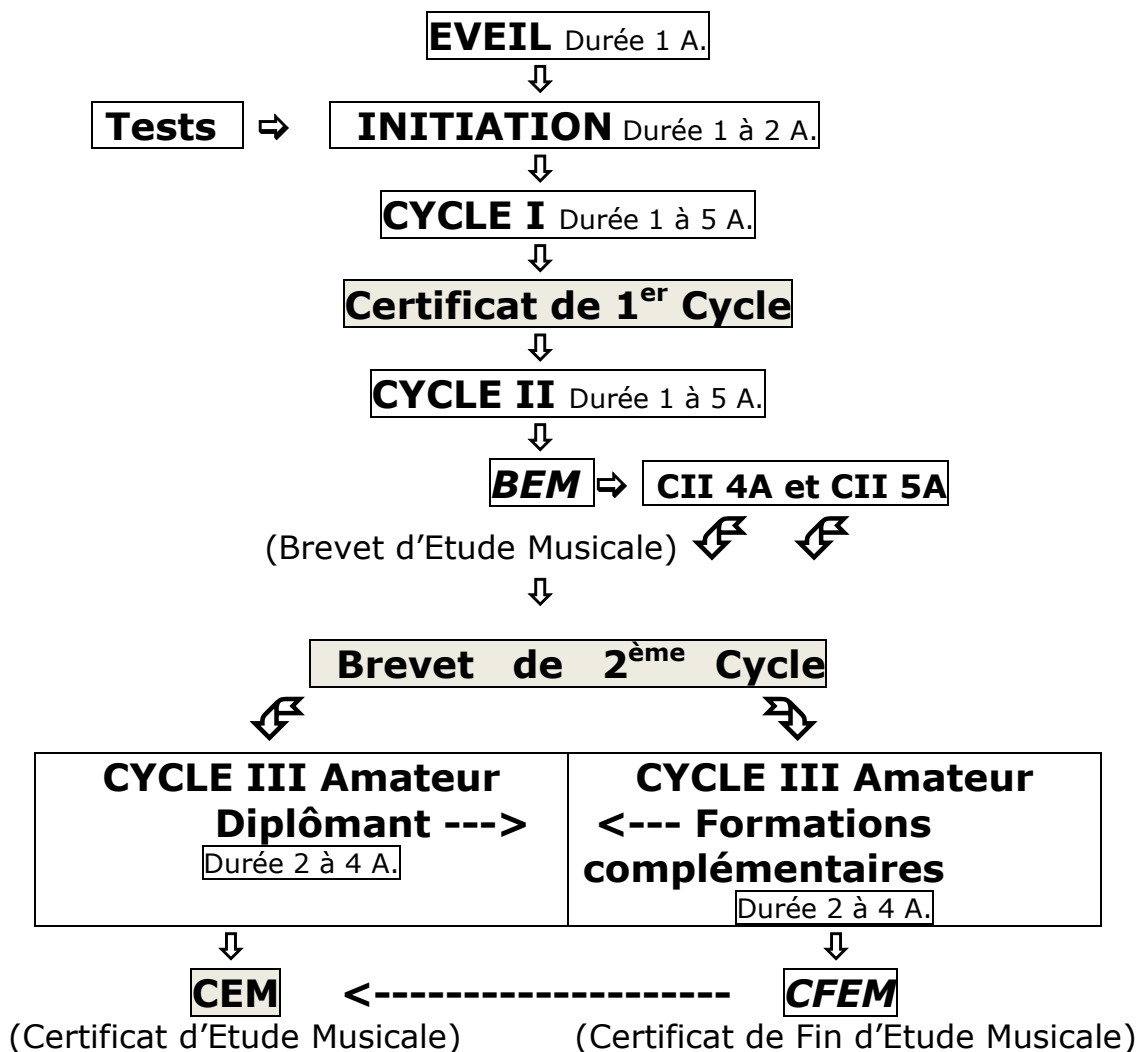 EVEIL Durée 1 A.
⇩
Tests ⇨ INITIATION Durée 1 à 2 A.
⇩
CYCLE I Durée 1 à 5 A.
⇩
Certificat de 1er Cycle
⇩
CYCLE II Durée 1 à 5 A.
⇩
BEM ⇨ CII 4A et CII 5A
(Brevet d’Etude Musicale)
⇩
Brevet de 2ème Cycle
CYCLE III Amateur
Diplômant --->
Durée 2 à 4 A.
CYCLE III Amateur
<--- Formations
complémentaires
Durée 2 à 4 A.
⇩ ⇩
CEM <--------------------- CFEM
(Certificat d’Etude Musicale) (Certificat de Fin d’Etude Musicale)